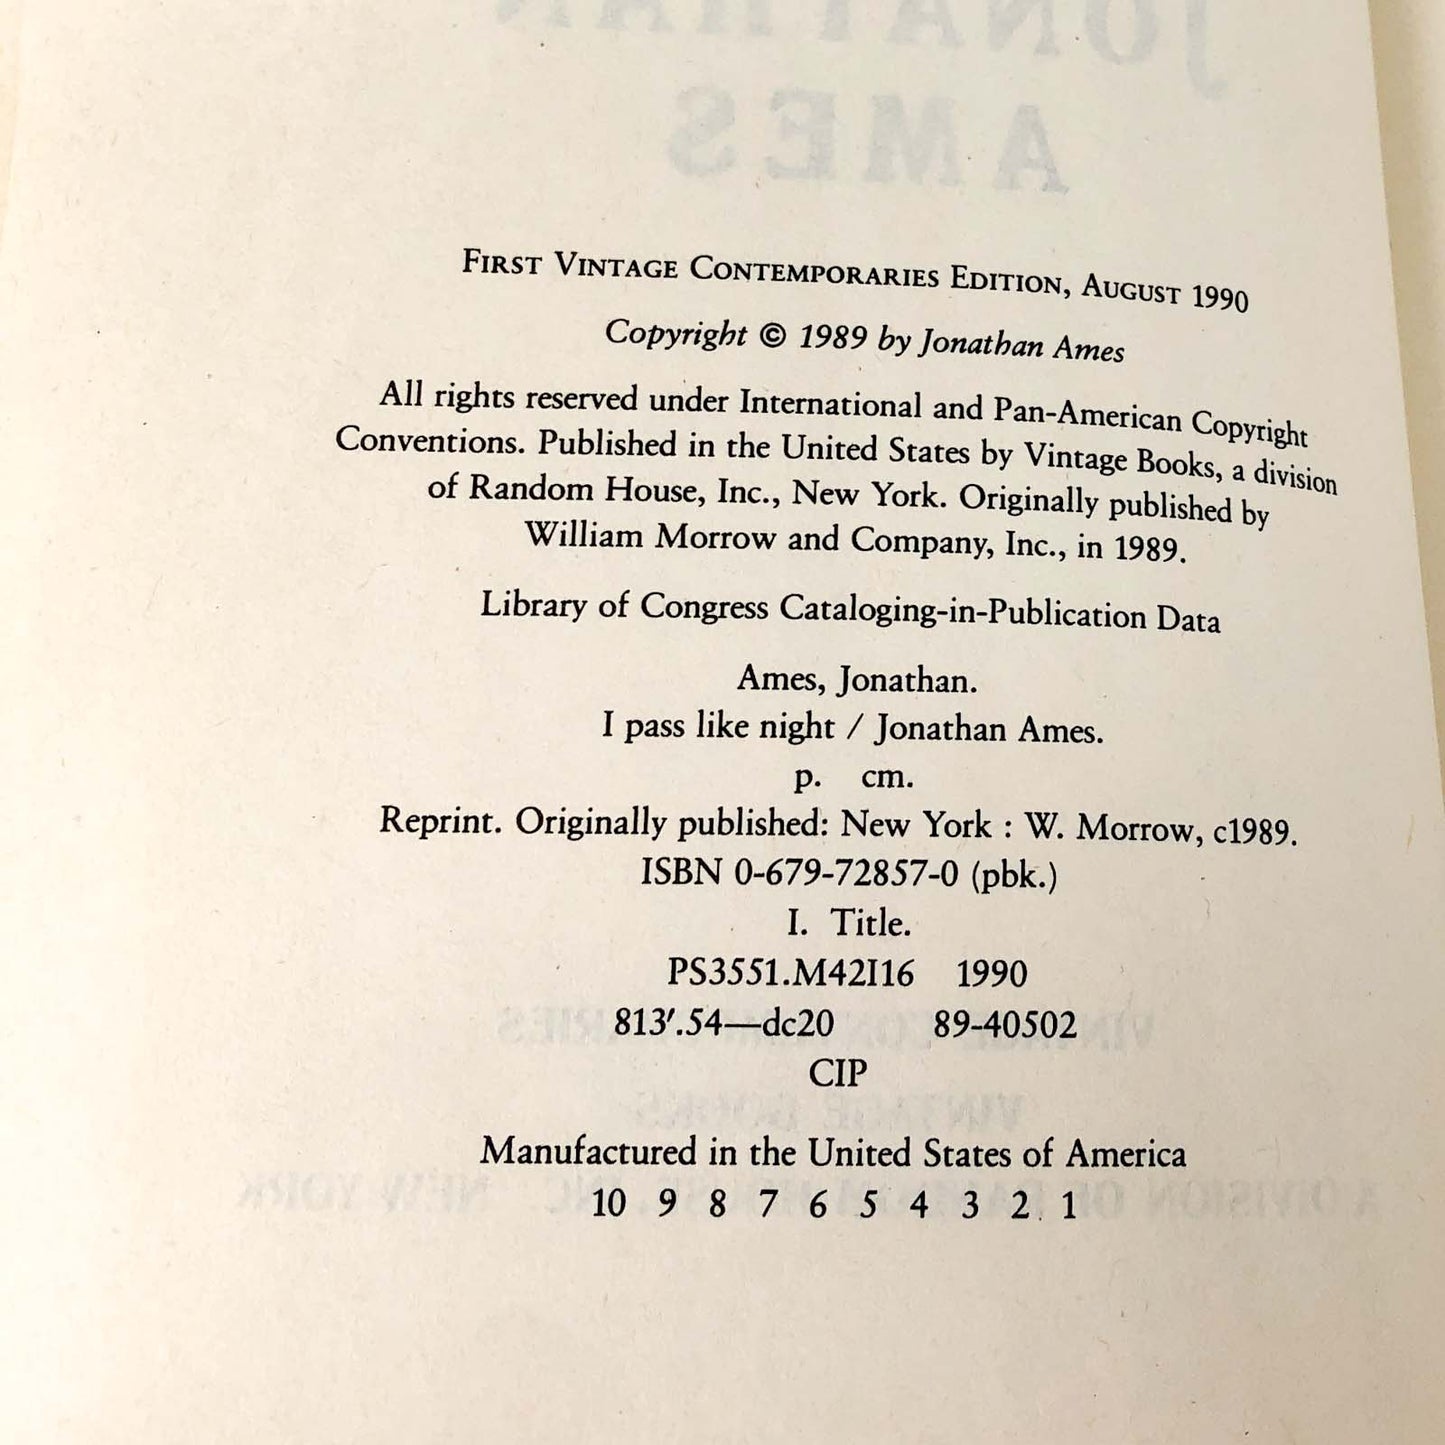 JONATHAN
AMES
FIRST VINTAGE CONTEMPORARIES EDITION, AUGUST 1990
Copyright © 1989 by Jonathan Ames
All rights reserved under International and Pan-American Copyright
Conventions. Published in the United States by Vintage Books, a division
of Random House, Inc., New York. Originally published by
William Morrow and Company, Inc., in 1989.
Library of Congress Cataloging-in-Publication Data
Ames, Jonathan.
I pass like night / Jonathan Ames.
p. cm.
Reprint. Originally published: New York : W. Morrow, c1989.
ISBN 0-679-72857-0 (pbk.)
I. Title.
PS3551.M42I16 1990
813′.54—dc20 89-40502
CIP
Manufactured in the United States of America
10 9 8 7 6 5 4 3 2 1